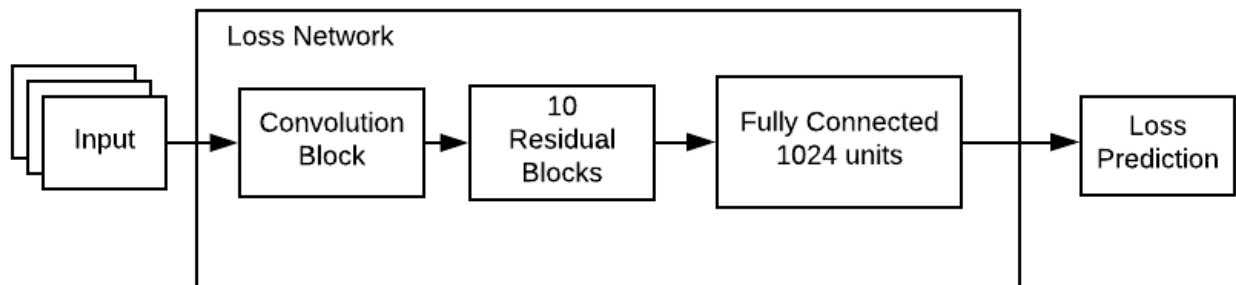 Loss Network
Input
Convolution
Block
10
Residual
Blocks
Fully Connected
1024 units
Loss
Prediction